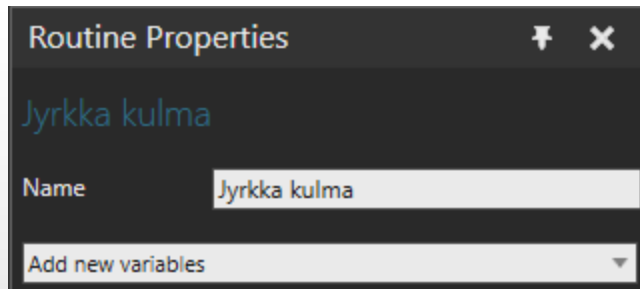 Routine Properties
Jyrkka kulma
Name Jyrkka kulma
Add new variables